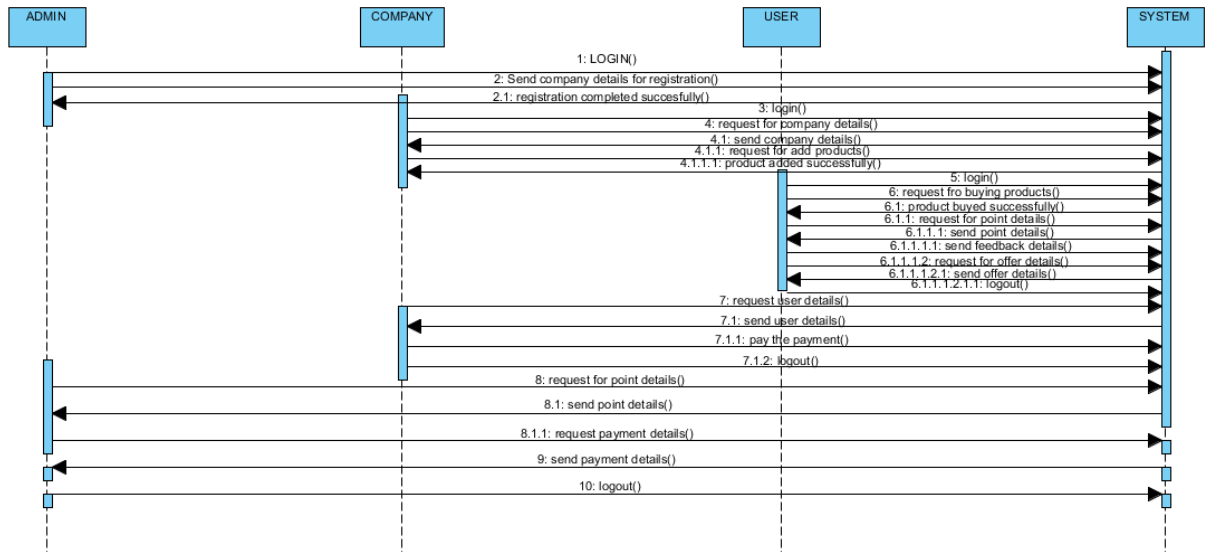 ADMIN
COMPANY
USER
SYSTEM
1: LOGIN()
2: Send company details for registration()
2.1: registration completed succesfully()
3: login()
4: request for company details()
4.1: send company details()
4.1.1: request for add products()
4.1.1.1: product added successfully()
5: login()
6: request fro buying products()
6.1: product buyed successfully()
6.1.1: request for point details()
6.1.1.1: send point details()
6.1.1.1.1: send feedback details()
6.1.1.1.2: request for offer details()
6.1.1.1.2.1: send offer details()
6.1.1.1.2.1.1: logout()
7: request user details()
7.1: send user details()
7.1.1: pay the payment()
7.1.2: logout()
8: request for point details()
8.1: send point details()
8.1.1: request payment details()
9: send payment details()
10: logout()